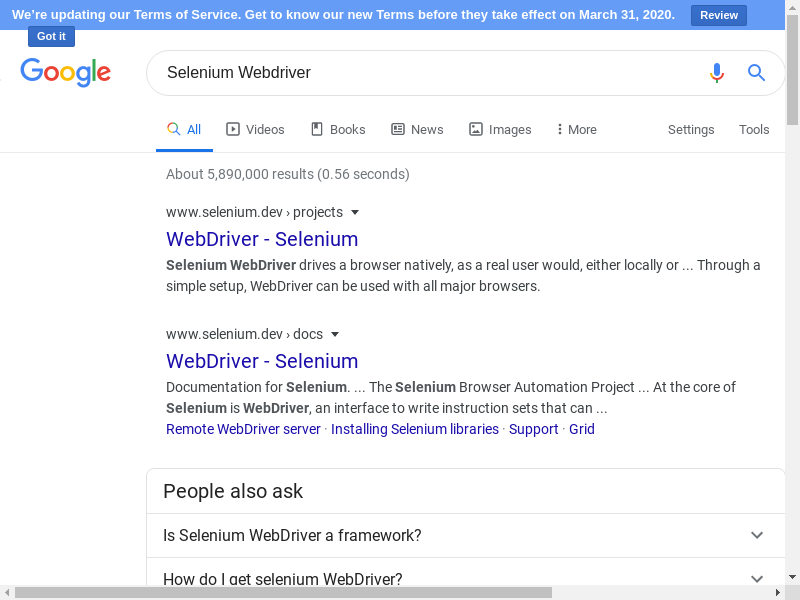 We're updating our Terms of Service. Get to know our new Terms before they take effect on March 31, 2020. Review
Got it
Google
Selenium Webdriver
All Videos Books News Images More Settings Tools
About 5,890,000 results (0.56 seconds)
www.selenium.dev › projects
WebDriver - Selenium
Selenium WebDriver drives a browser natively, as a real user would, either locally or ... Through a
simple setup, WebDriver can be used with all major browsers.
www.selenium.dev › docs
WebDriver - Selenium
Documentation for Selenium. ... The Selenium Browser Automation Project ... At the core of
Selenium is WebDriver, an interface to write instruction sets that can ...
Remote WebDriver server · Installing Selenium libraries · Support · Grid
People also ask
Is Selenium WebDriver a framework?
How do I get selenium WebDriver?